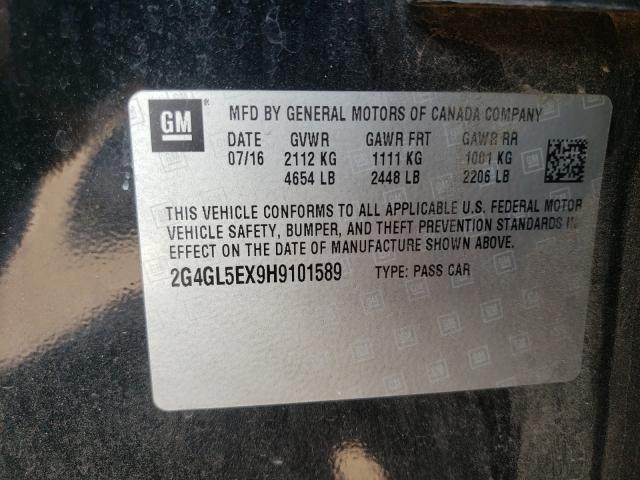 GM ® MFD BY GENERAL MOTORS OF CANADA COMPANY
DATE GVWR GAWR FRT GAWR RR
07/16 2112 KG 1111 KG 1001 KG
4654 LB 2448 LB 2206 LB
THIS VEHICLE CONFORMS TO ALL APPLICABLE U.S. FEDERAL MOTOR
VEHICLE SAFETY, BUMPER, AND THEFT PREVENTION STANDARDS IN
EFFECT ON THE DATE OF MANUFACTURE SHOWN ABOVE.
2G4GL5EX9H9101589 TYPE: PASS CAR